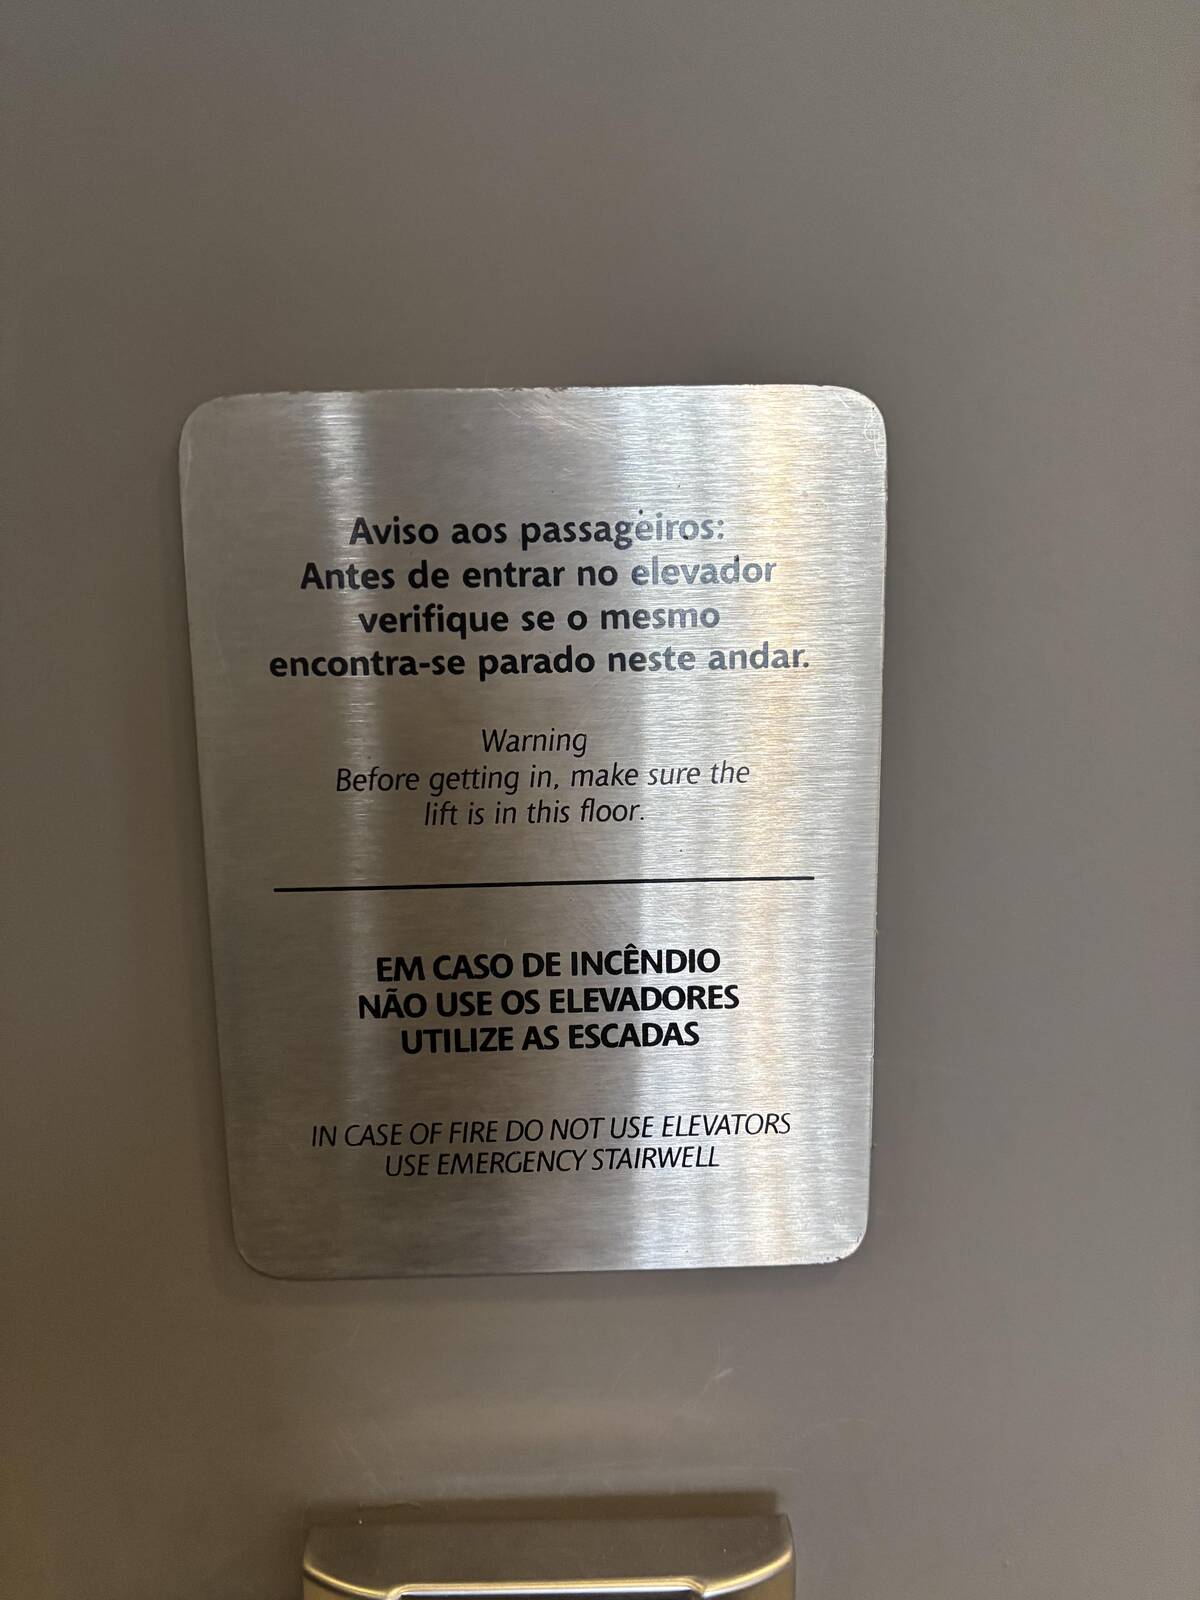 Aviso aos passageiros:
Antes de entrar no elevador
verifique se o mesmo
encontra-se parado neste andar.
Warning
Before getting in, make sure the
lift is in this floor.
EM CASO DE INCÊNDIO
NÃO USE OS ELEVADORES
UTILIZE AS ESCADAS
IN CASE OF FIRE DO NOT USE ELEVATORS
USE EMERGENCY STAIRWELL